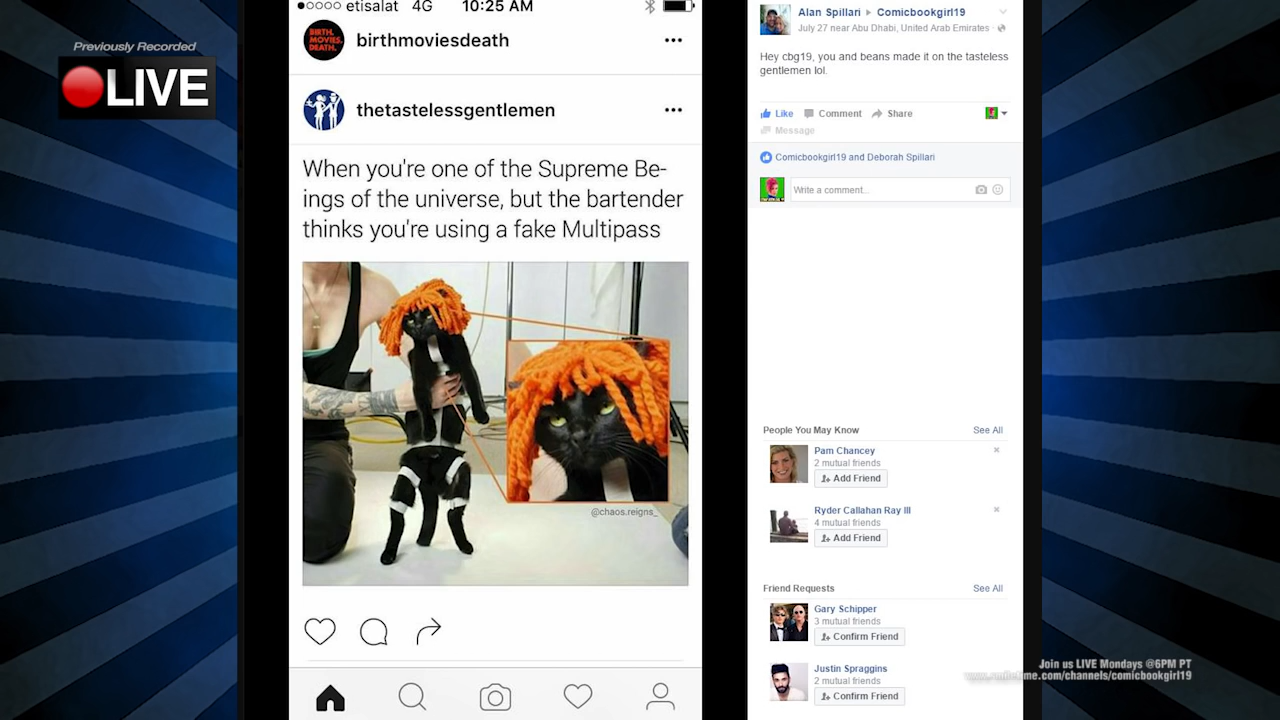 Previously Recorded
LIVE
etisalat 4G 10:25 AM
BIRTH.
MOVIES.
DEATH.
birthmoviesdeath
thetastelessgentlemen
When you're one of the Supreme Be-
ings of the universe, but the bartender
thinks you're using a fake Multipass
@chaos.reigns_
Alan Spillari Comicbookgirl19
July 27 near Abu Dhabi, United Arab Emirates ·
Hey cbg19, you and beans made it on the tasteless
gentlemen lol.
Like Comment Share
Message
Comicbookgirl19 and Deborah Spillari
Write a comment...
People You May Know See All
Pam Chancey
2 mutual friends
Add Friend
Ryder Callahan Ray III
4 mutual friends
Add Friend
Friend Requests See All
Gary Schipper
3 mutual friends
Confirm Friend
Justin Spraggins
2 mutual friends
Confirm Friend
Join us LIVE Mondays @6PM PT
www.smiletime.com/channels/comicbookgirl19